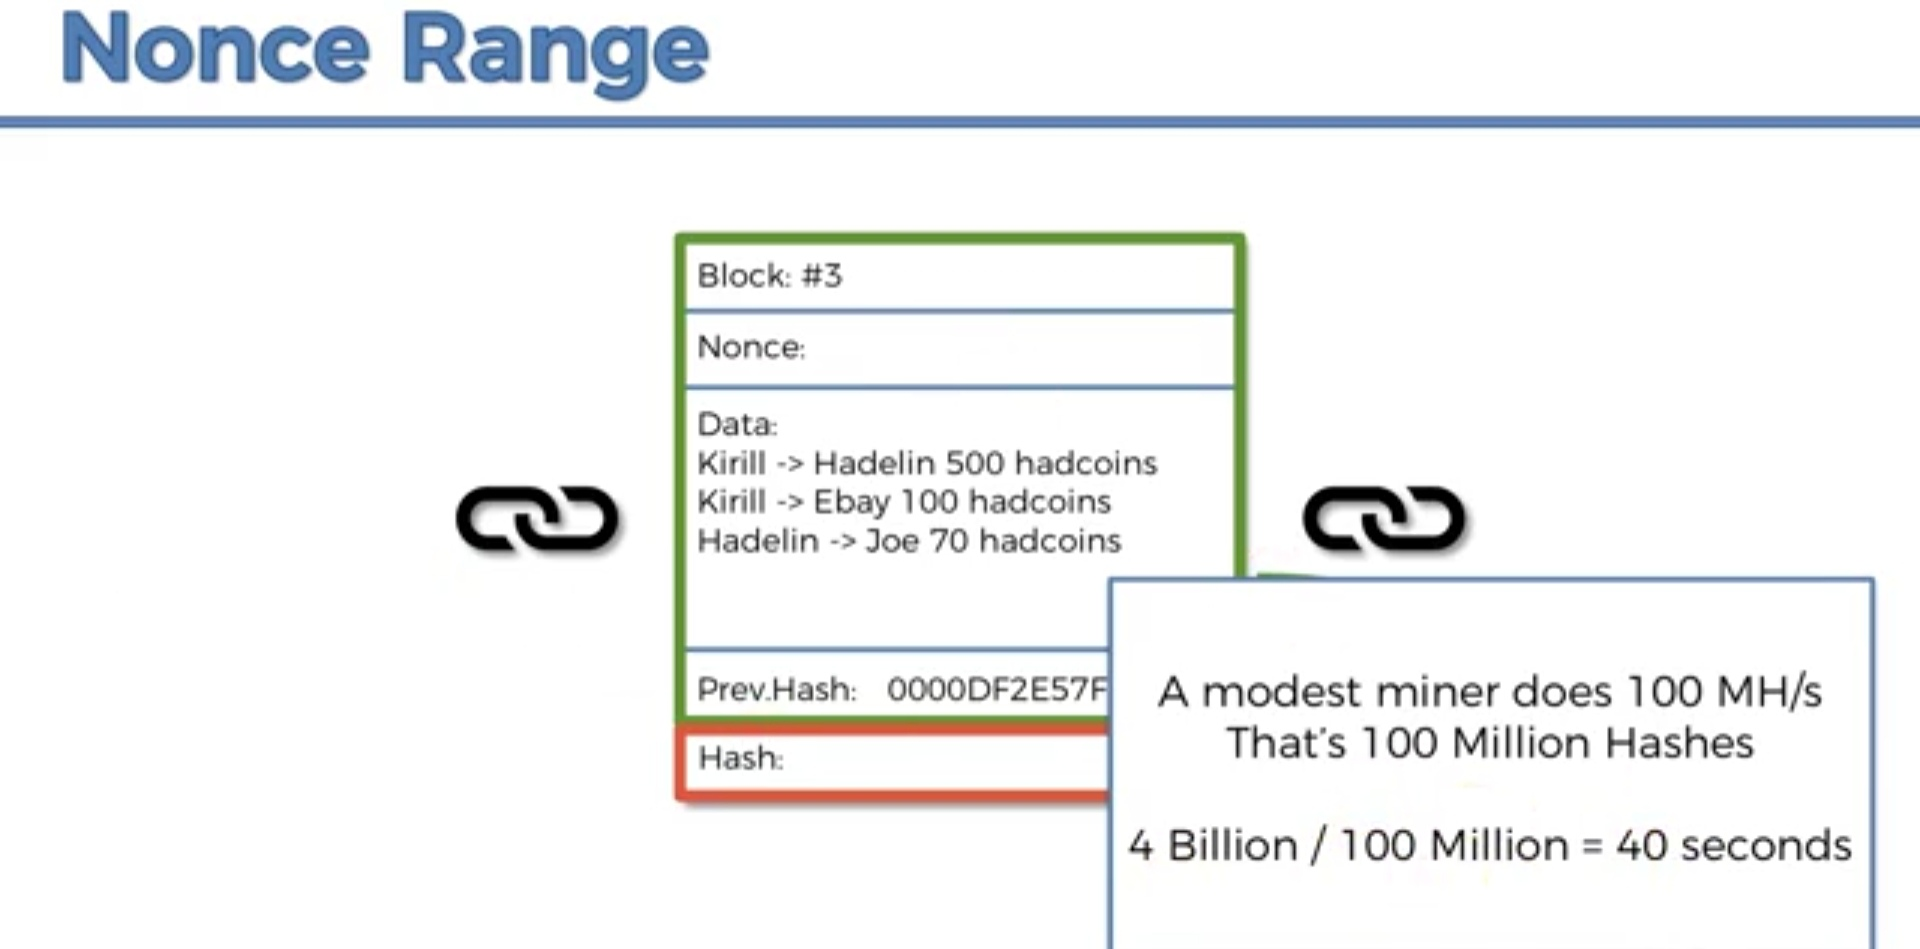 Nonce Range
Block: #3
Nonce:
Data:
Kirill -> Hadelin 500 hadcoins
Kirill -> Ebay 100 hadcoins
Hadelin -> Joe 70 hadcoins
Prev.Hash: 0000DF2E57F
Hash:
A modest miner does 100 MH/s
That's 100 Million Hashes
4 Billion / 100 Million = 40 seconds